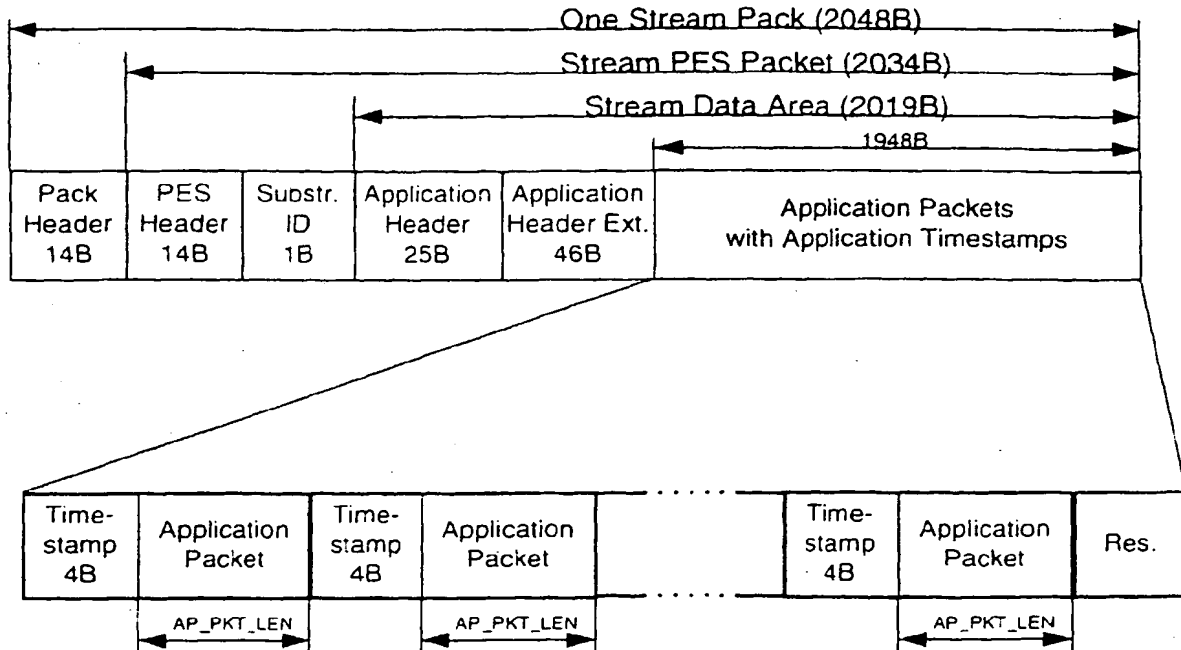 One Stream Pack (2048B)
Stream PES Packet (2034B)
Stream Data Area (2019B)
1948B
Pack Header 14B
PES Header 14B
Substr. ID 1B
Application Header 25B
Application Header Ext. 46B
Application Packets with Application Timestamps
Time-stamp 4B
Application Packet
Time-stamp 4B
Application Packet
Time-stamp 4B
Application Packet
Res.
AP_PKT_LEN
AP_PKT_LEN
AP_PKT_LEN